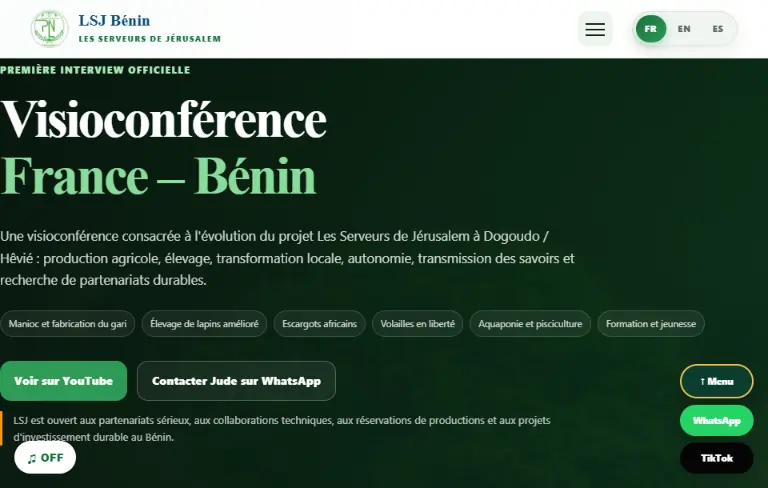 LSJ Bénin
LES SERVEURS DE JÉRUSALEM
FR EN ES
PREMIÈRE INTERVIEW OFFICIELLE
Visioconférence
France – Bénin
Une visioconférence consacrée à l'évolution du projet Les Serveurs de Jérusalem à Dogoudo /
Hêvié : production agricole, élevage, transformation locale, autonomie, transmission des savoirs et
recherche de partenariats durables.
Manioc et fabrication du gari Élevage de lapins amélioré Escargots africains Volailles en liberté Aquaponie et pisciculture Formation et jeunesse
Voir sur YouTube Contacter Jude sur WhatsApp
LSJ est ouvert aux partenariats sérieux, aux collaborations techniques, aux réservations de productions et aux projets
d'investissement durable au Bénin.
♫ OFF
↑ Menu
WhatsApp
TikTok